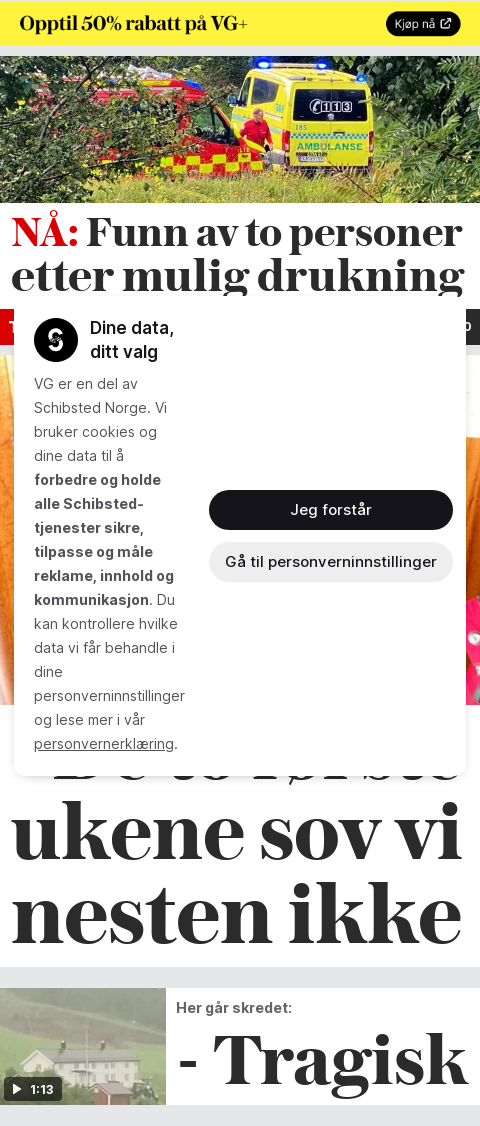 Opptil 50% rabatt på VG+
Kjøp nå
113
185
AMBULANSE
NÅ: Funn av to personer
etter mulig drukning
Dine data,
ditt valg
VG er en del av
Schibsted Norge. Vi
bruker cookies og
dine data til å
forbedre og holde
alle Schibsted-
tjenester sikre,
tilpasse og måle
reklame, innhold og
kommunikasjon. Du
kan kontrollere hvilke
data vi får behandle i
dine
personverninnstillinger
og lese mer i vår
personvernerklæring.
Jeg forstår
Gå til personverninnstillinger
ukene sov vi
nesten ikke
1:13
Her går skredet:
- Tragisk